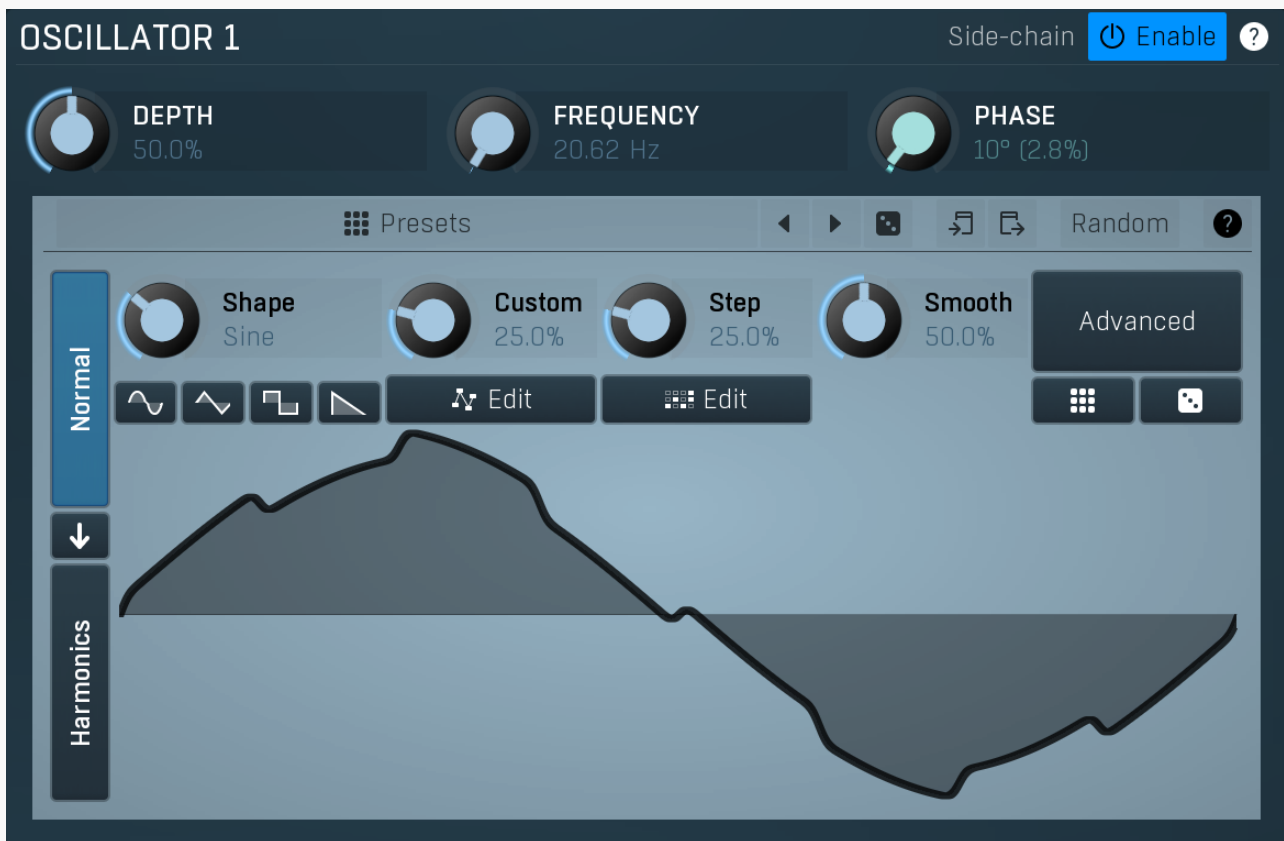 OSCILLATOR 1
Side-chain
Enable
?
DEPTH
50.0%
FREQUENCY
20.62 Hz
PHASE
10° (2.8%)
Presets
Random
?
Normal
Shape
Sine
Custom
25.0%
Step
25.0%
Smooth
50.0%
Advanced
Edit
Edit
Harmonics